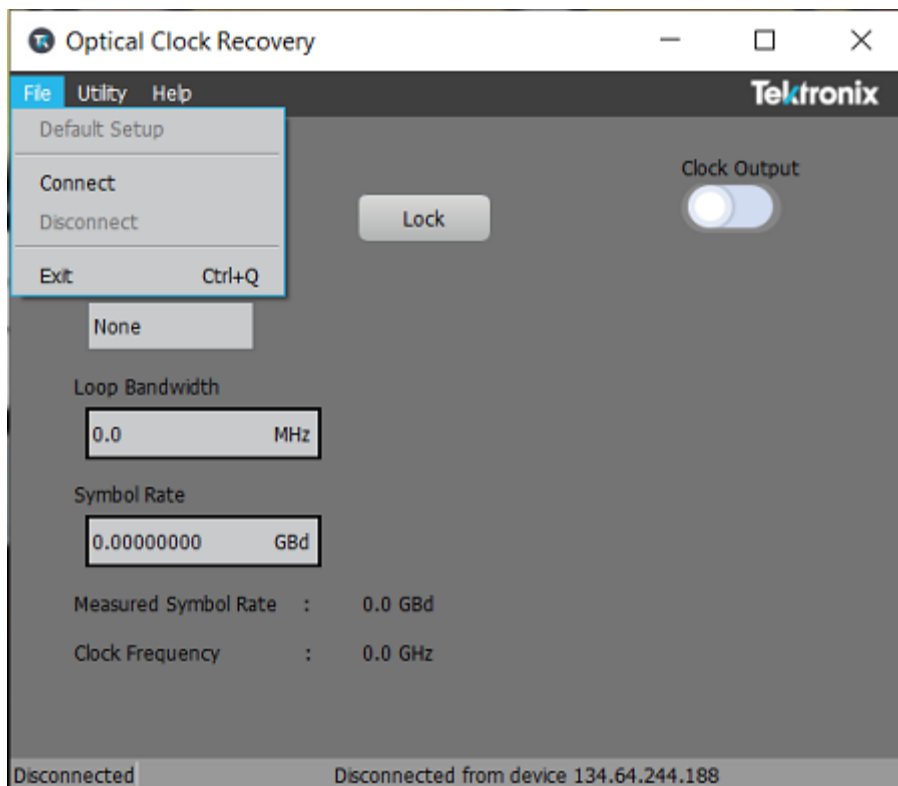 Optical Clock Recovery
File Utility Help Tektronix
Default Setup
Connect
Disconnect
Exit Ctrl+Q
Clock Output
Lock
None
Loop Bandwidth
0.0 MHz
Symbol Rate
0.00000000 GBd
Measured Symbol Rate : 0.0 GBd
Clock Frequency : 0.0 GHz
Disconnected Disconnected from device 134.64.244.188